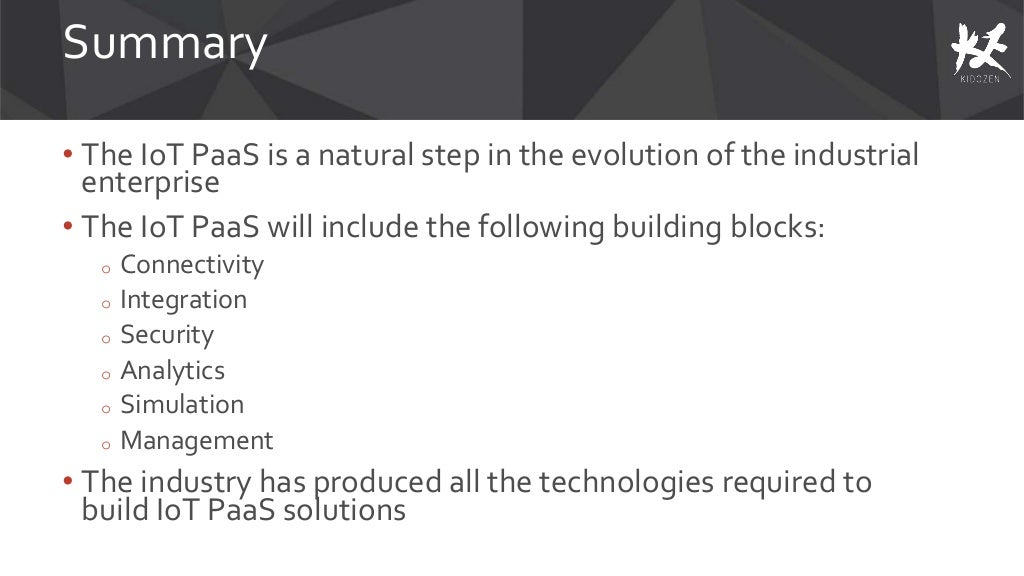 Summary
KIDOZEN
• The IoT PaaS is a natural step in the evolution of the industrial
enterprise
• The IoT PaaS will include the following building blocks:
o Connectivity
o Integration
o Security
o Analytics
o Simulation
o Management
• The industry has produced all the technologies required to
build IoT PaaS solutions